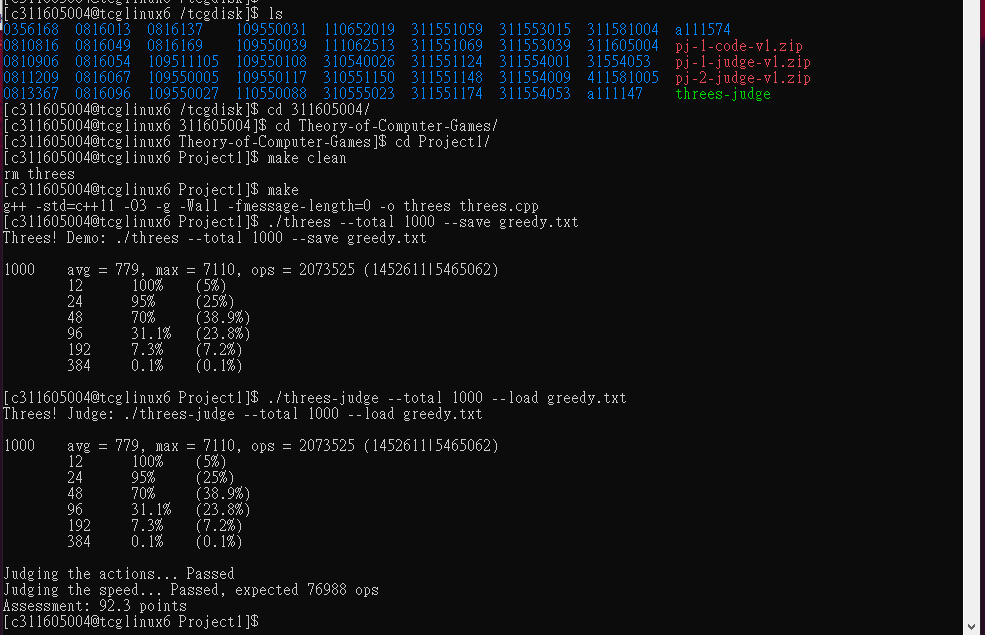 [c311605004@tcglinux6 /tcgdisk]$ ls
0356168 0816013 0816137 109550031 110652019 311551059 311553015 311581004 a111574
0810816 0816049 0816169 109550039 111062513 311551069 311553039 311605004 pj-1-code-v1.zip
0810906 0816054 109511105 109550108 310540026 311551124 311554001 31554053 pj-1-judge-v1.zip
0811209 0816067 109550005 109550117 310551150 311551148 311554009 411581005 pj-2-judge-v1.zip
0813367 0816096 109550027 110550088 310555023 311551174 311554053 a111147 threes-judge
[c311605004@tcglinux6 /tcgdisk]$ cd 311605004/
[c311605004@tcglinux6 311605004]$ cd Theory-of-Computer-Games/
[c311605004@tcglinux6 Theory-of-Computer-Games]$ cd Project1/
[c311605004@tcglinux6 Project1]$ make clean
rm threes
[c311605004@tcglinux6 Project1]$ make
g++ -std=c++11 -O3 -g -Wall -fmessage-length=0 -o threes threes.cpp
[c311605004@tcglinux6 Project1]$ ./threes --total 1000 --save greedy.txt
Threes! Demo: ./threes --total 1000 --save greedy.txt
1000 avg = 779, max = 7110, ops = 2073525 (1452611|5465062)
12 100% (5%)
24 95% (25%)
48 70% (38.9%)
96 31.1% (23.8%)
192 7.3% (7.2%)
384 0.1% (0.1%)
[c311605004@tcglinux6 Project1]$ ./threes-judge --total 1000 --load greedy.txt
Threes! Judge: ./threes-judge --total 1000 --load greedy.txt
1000 avg = 779, max = 7110, ops = 2073525 (1452611|5465062)
12 100% (5%)
24 95% (25%)
48 70% (38.9%)
96 31.1% (23.8%)
192 7.3% (7.2%)
384 0.1% (0.1%)
Judging the actions... Passed
Judging the speed... Passed, expected 76988 ops
Assessment: 92.3 points
[c311605004@tcglinux6 Project1]$